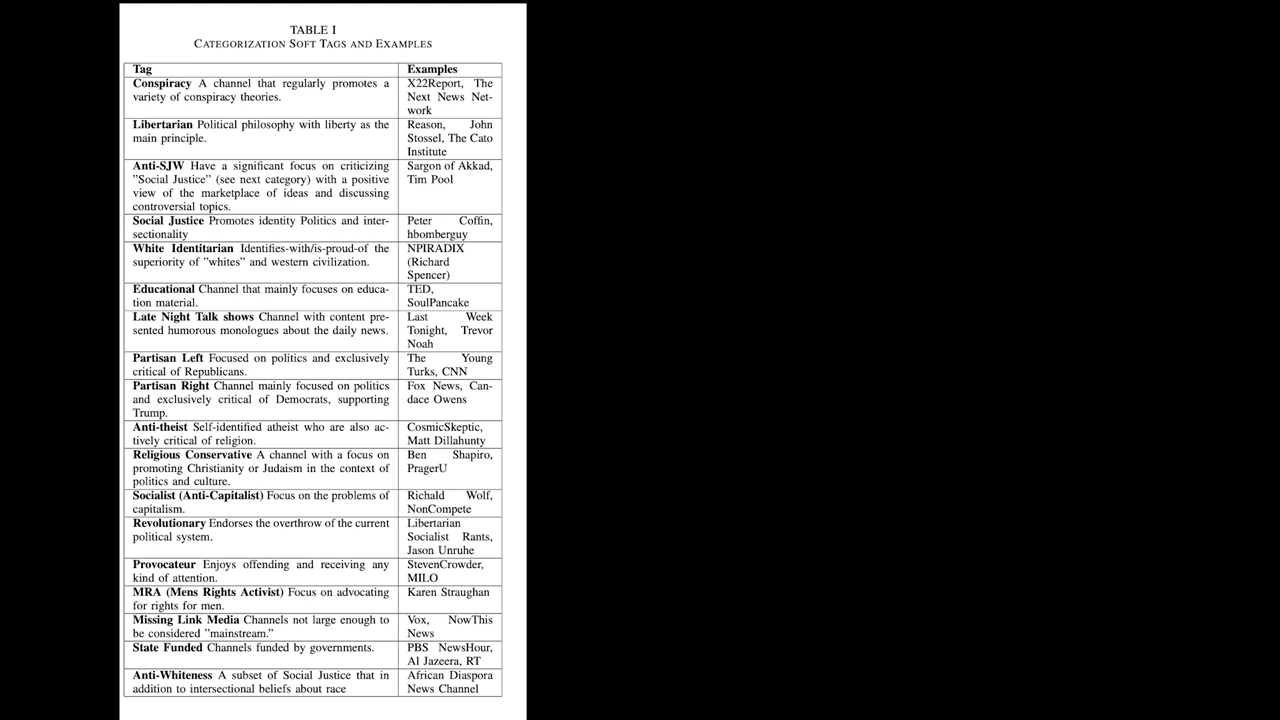 TABLE I
CATEGORIZATION SOFT TAGS AND EXAMPLES
Tag Examples
Conspiracy A channel that regularly promotes a
variety of conspiracy theories.
X22Report, The
Next News Net-
work
Libertarian Political philosophy with liberty as the
main principle.
Reason, John
Stossel, The Cato
Institute
Anti-SJW Have a significant focus on criticizing
"Social Justice" (see next category) with a positive
view of the marketplace of ideas and discussing
controversial topics.
Sargon of Akkad,
Tim Pool
Social Justice Promotes identity Politics and inter-
sectionality
Peter Coffin,
hbomberguy
White Identitarian Identifies-with/is-proud-of the
superiority of "whites" and western civilization.
NPIRADIX
(Richard
Spencer)
Educational Channel that mainly focuses on educa-
tion material.
TED,
SoulPancake
Late Night Talk shows Channel with content pre-
sented humorous monologues about the daily news.
Last Week
Tonight, Trevor
Noah
Partisan Left Focused on politics and exclusively
critical of Republicans.
The Young
Turks, CNN
Partisan Right Channel mainly focused on politics
and exclusively critical of Democrats, supporting
Trump.
Fox News, Can-
dace Owens
Anti-theist Self-identified atheist who are also ac-
tively critical of religion.
CosmicSkeptic,
Matt Dillahunty
Religious Conservative A channel with a focus on
promoting Christianity or Judaism in the context of
politics and culture.
Ben Shapiro,
PragerU
Socialist (Anti-Capitalist) Focus on the problems of
capitalism.
Richald Wolf,
NonCompete
Revolutionary Endorses the overthrow of the current
political system.
Libertarian
Socialist Rants,
Jason Unruhe
Provocateur Enjoys offending and receiving any
kind of attention.
StevenCrowder,
MILO
MRA (Mens Rights Activist) Focus on advocating
for rights for men.
Karen Straughan
Missing Link Media Channels not large enough to
be considered "mainstream."
Vox, NowThis
News
State Funded Channels funded by governments.
PBS NewsHour,
Al Jazeera, RT
Anti-Whiteness A subset of Social Justice that in
addition to intersectional beliefs about race
African Diaspora
News Channel